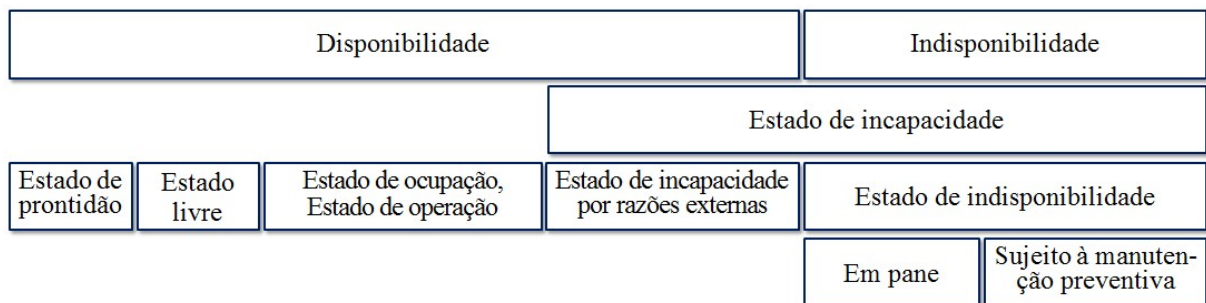 Disponibilidade
Indisponibilidade
Estado de incapacidade
Estado de
prontidão
Estado
livre
Estado de ocupação,
Estado de operação
Estado de incapacidade
por razões externas
Estado de indisponibilidade
Em pane
Sujeito à manuten-
ção preventiva